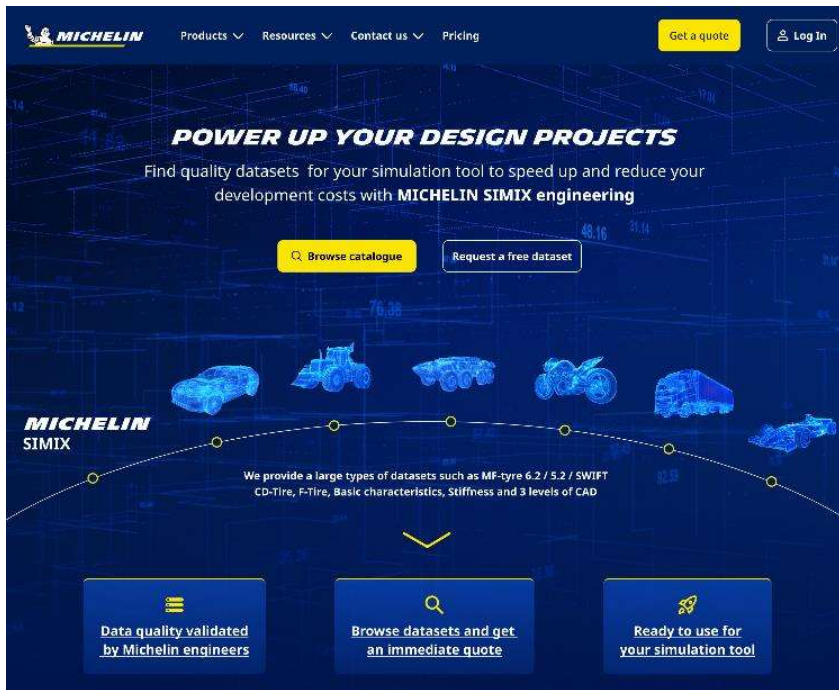 MICHELIN
Products
Resources
Contact us
Pricing
Get a quote
Log In
POWER UP YOUR DESIGN PROJECTS
Find quality datasets for your simulation tool to speed up and reduce your
development costs with MICHELIN SIMIX engineering
48.16
Browse catalogue
Request a free dataset
76.38
MICHELIN
SIMIX
We provide a large types of datasets such as MF-tyre 6.2 / 5.2 / SWIFT
CD-Tire, F-Tire, Basic characteristics, Stiffness and 3 levels of CAD
Data quality validated
by Michelin engineers
Browse datasets and get
an immediate quote
Ready to use for
your simulation tool